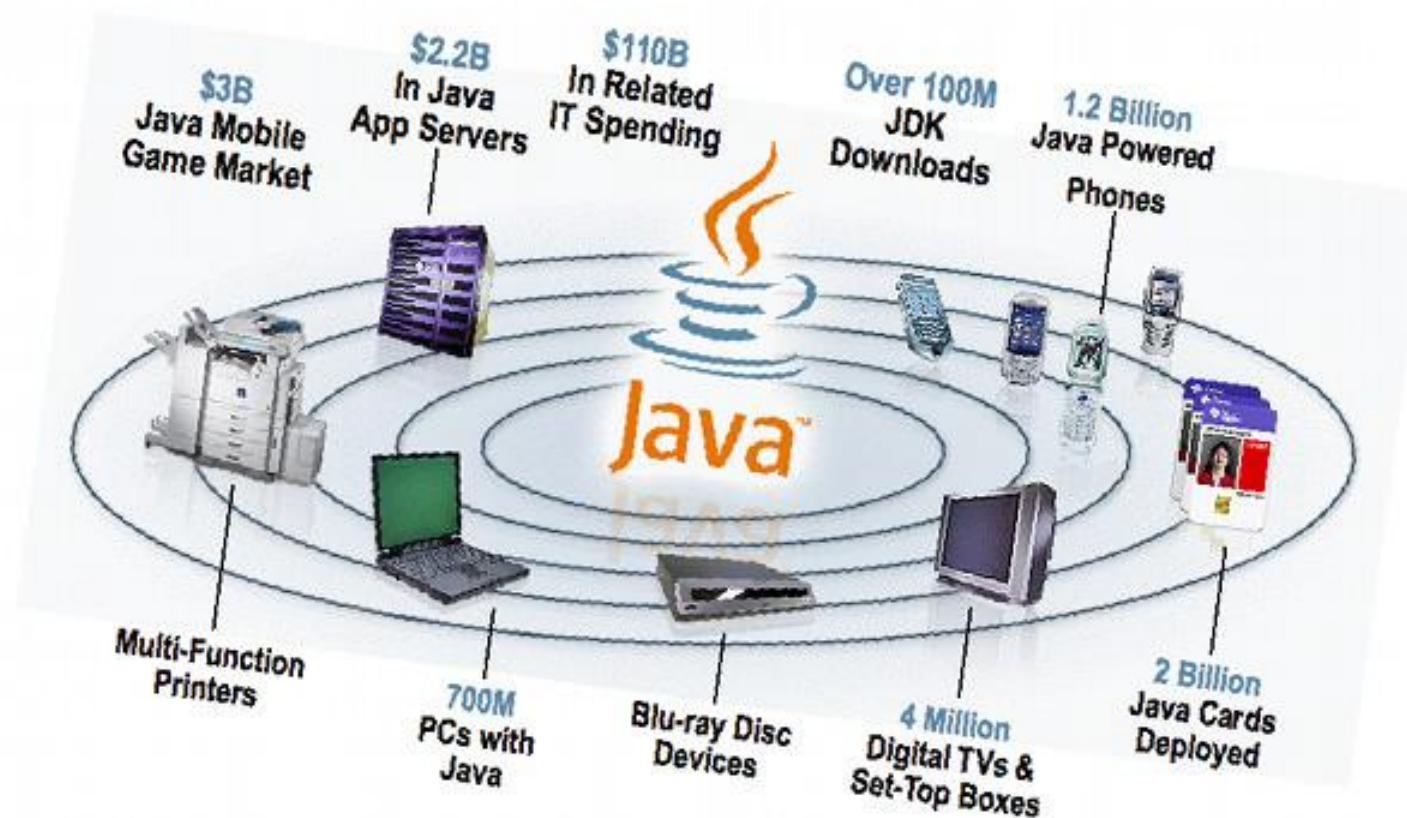 $3B
Java Mobile
Game Market
$2.2B
In Java
App Servers
$110B
In Related
IT Spending
Over 100M
JDK
Downloads
1.2 Billion
Java Powered
Phones
Java™
Multi-Function
Printers
700M
PCs with
Java
Blu-ray Disc
Devices
4 Million
Digital TVs &
Set-Top Boxes
2 Billion
Java Cards
Deployed